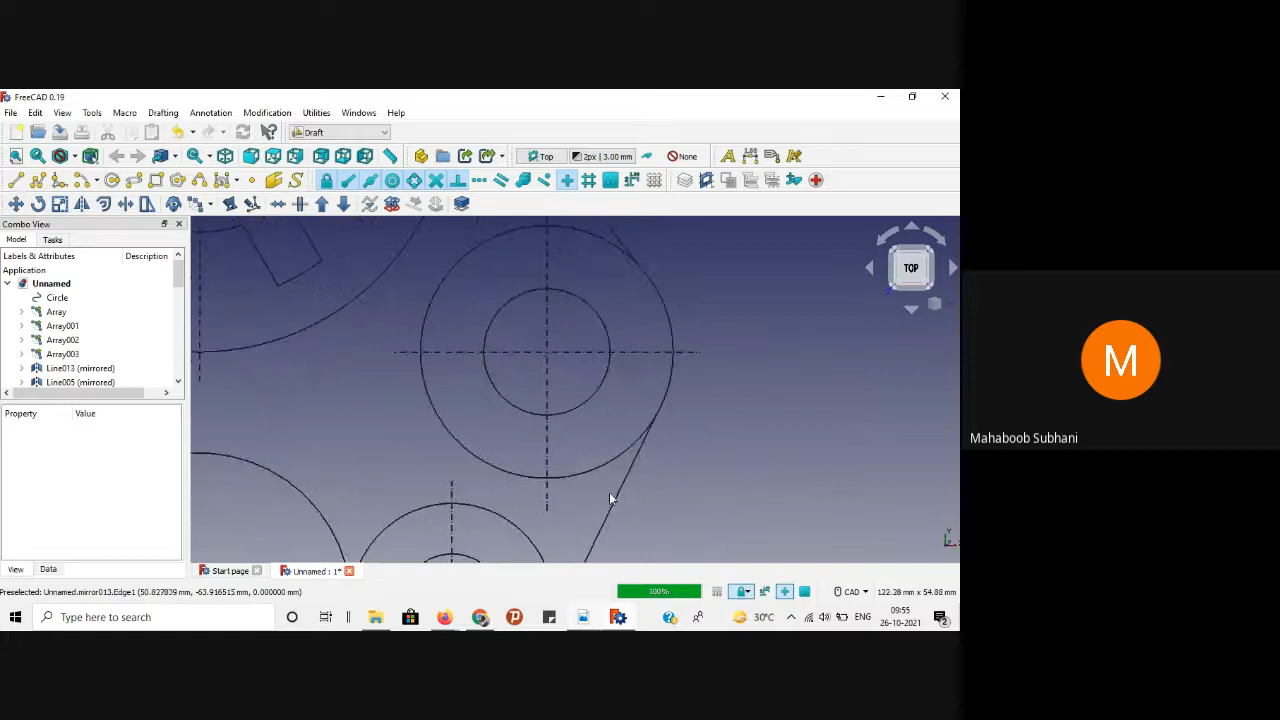 FreeCAD 0.19
File Edit View Tools Macro Drafting Annotation Modification Utilities Windows Help
Draft
Top 2px | 3.00 mm None
Combo View
Model Tasks
Labels & Attributes Description
Application
Unnamed
Circle
Array
Array001
Array002
Array003
Line013 (mirrored)
Line005 (mirrored)
Property Value
TOP
M
Mahaboob Subhani
View Data
Start page Unnamed : 1*
Preselected: Unnamed.mirror013.Edge1 (50.827839 mm, -63.916515 mm, 0.000000 mm) 100% CAD 122.28 mm x 54.88 mm
Type here to search 30°C ENG 09:55
26-10-2021 2